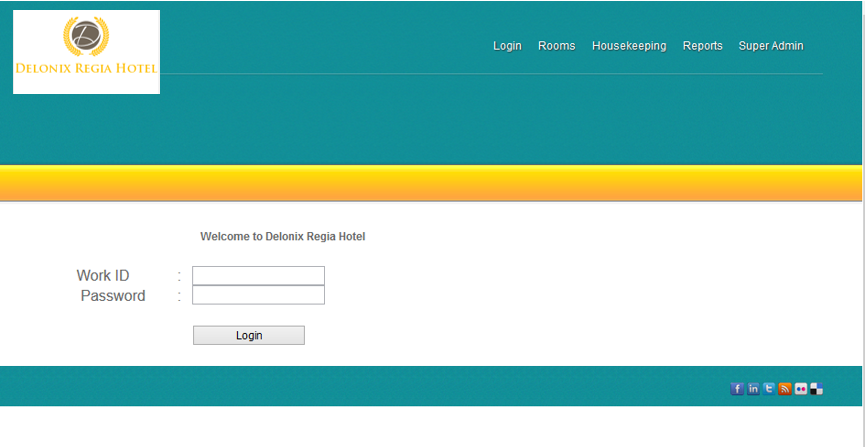 DELONIX REGIA HOTEL
Login Rooms Housekeeping Reports Super Admin
Welcome to Delonix Regia Hotel
Work ID :
Password :
Login